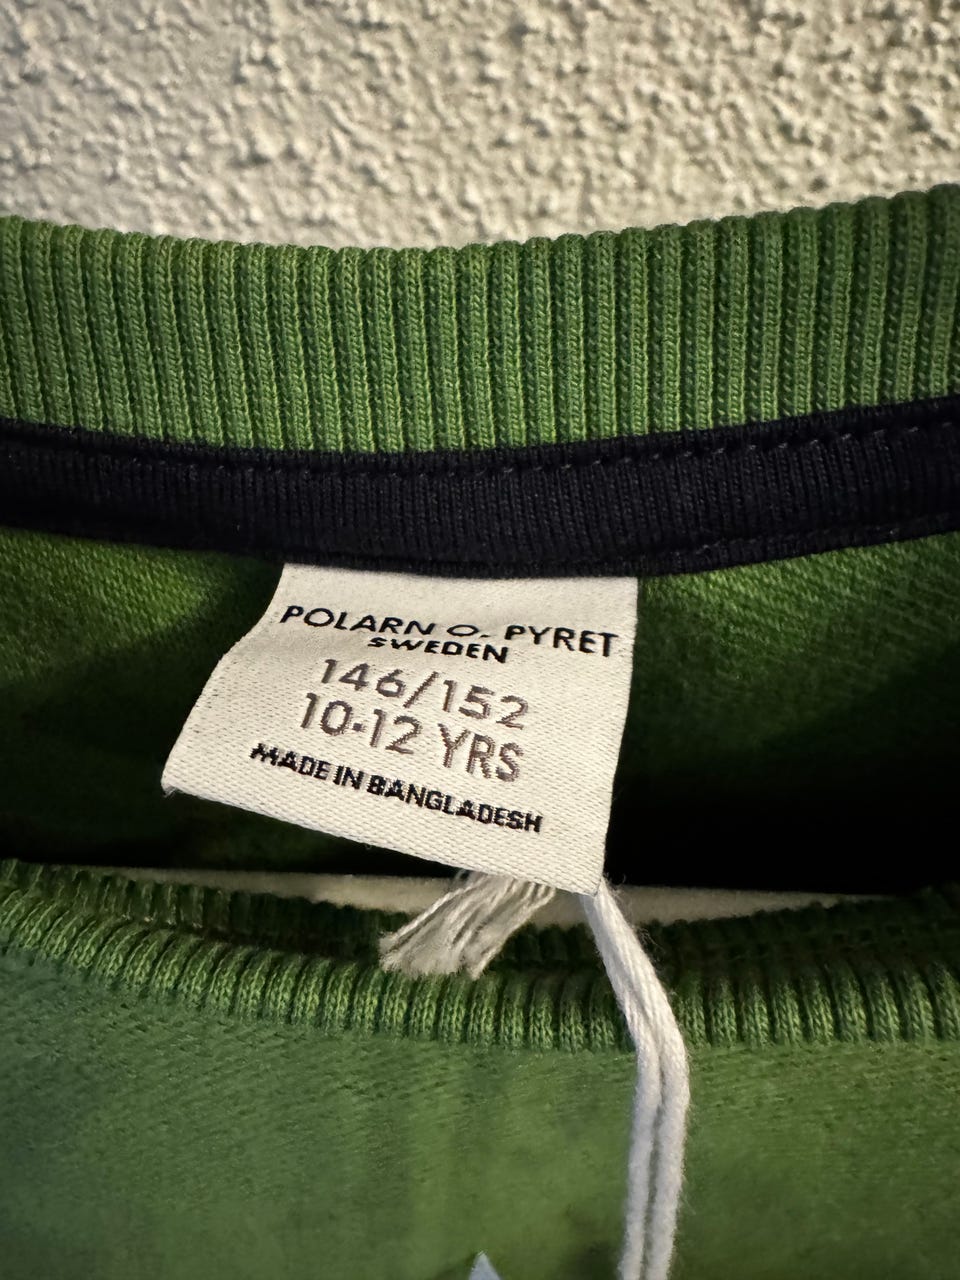 POLARN O. PYRET
SWEDEN
146/152
10-12 YRS
MADE IN BANGLADESH